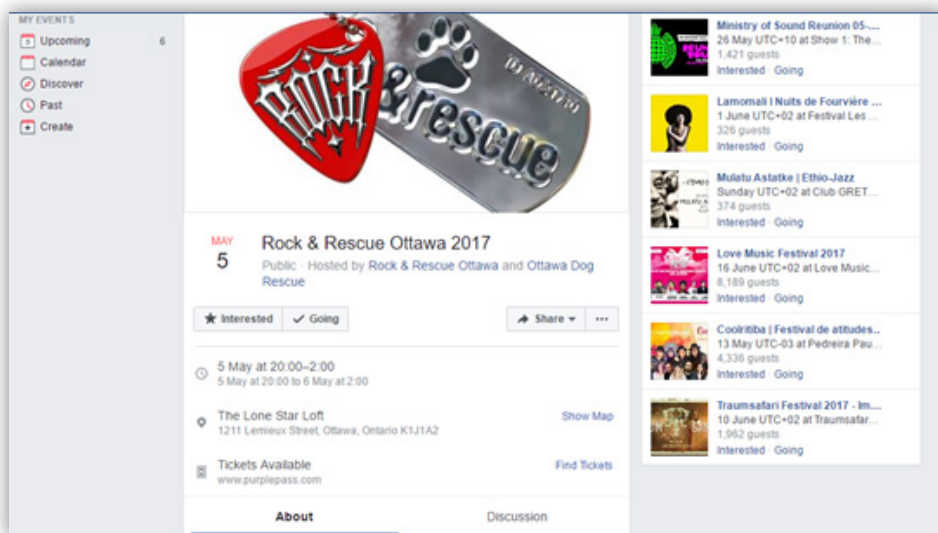 MY EVENTS
Upcoming 6
Calendar
Discover
Past
Create
ROCK
&rescue
MAY
5
Rock & Rescue Ottawa 2017
Public · Hosted by Rock & Rescue Ottawa and Ottawa Dog
Rescue
Interested
Going
Share
5 May at 20:00–2:00
5 May at 20:00 to 6 May at 2:00
The Lone Star Loft
Show Map
1211 Lemieux Street, Ottawa, Ontario K1J1A2
Tickets Available
Find Tickets
www.purplepass.com
About
Discussion
Ministry of Sound Reunion 05-...
26 May UTC+10 at Show 1: The...
1,421 guests
Interested · Going
Lamomali l Nuits de Fourvière ...
1 June UTC+02 at Festival Les ...
326 guests
Interested · Going
Mulatu Astatke | Ethio-Jazz
Sunday UTC+02 at Club GRET...
374 guests
Interested · Going
Love Music Festival 2017
16 June UTC+02 at Love Music...
8,189 guests
Interested · Going
Coolritiba | Festival de atitudes...
13 May UTC-03 at Pedreira Pau...
4,336 guests
Interested · Going
Traumsafari Festival 2017 - Im....
10 June UTC+02 at Traumsafar...
1,962 guests
Interested · Going